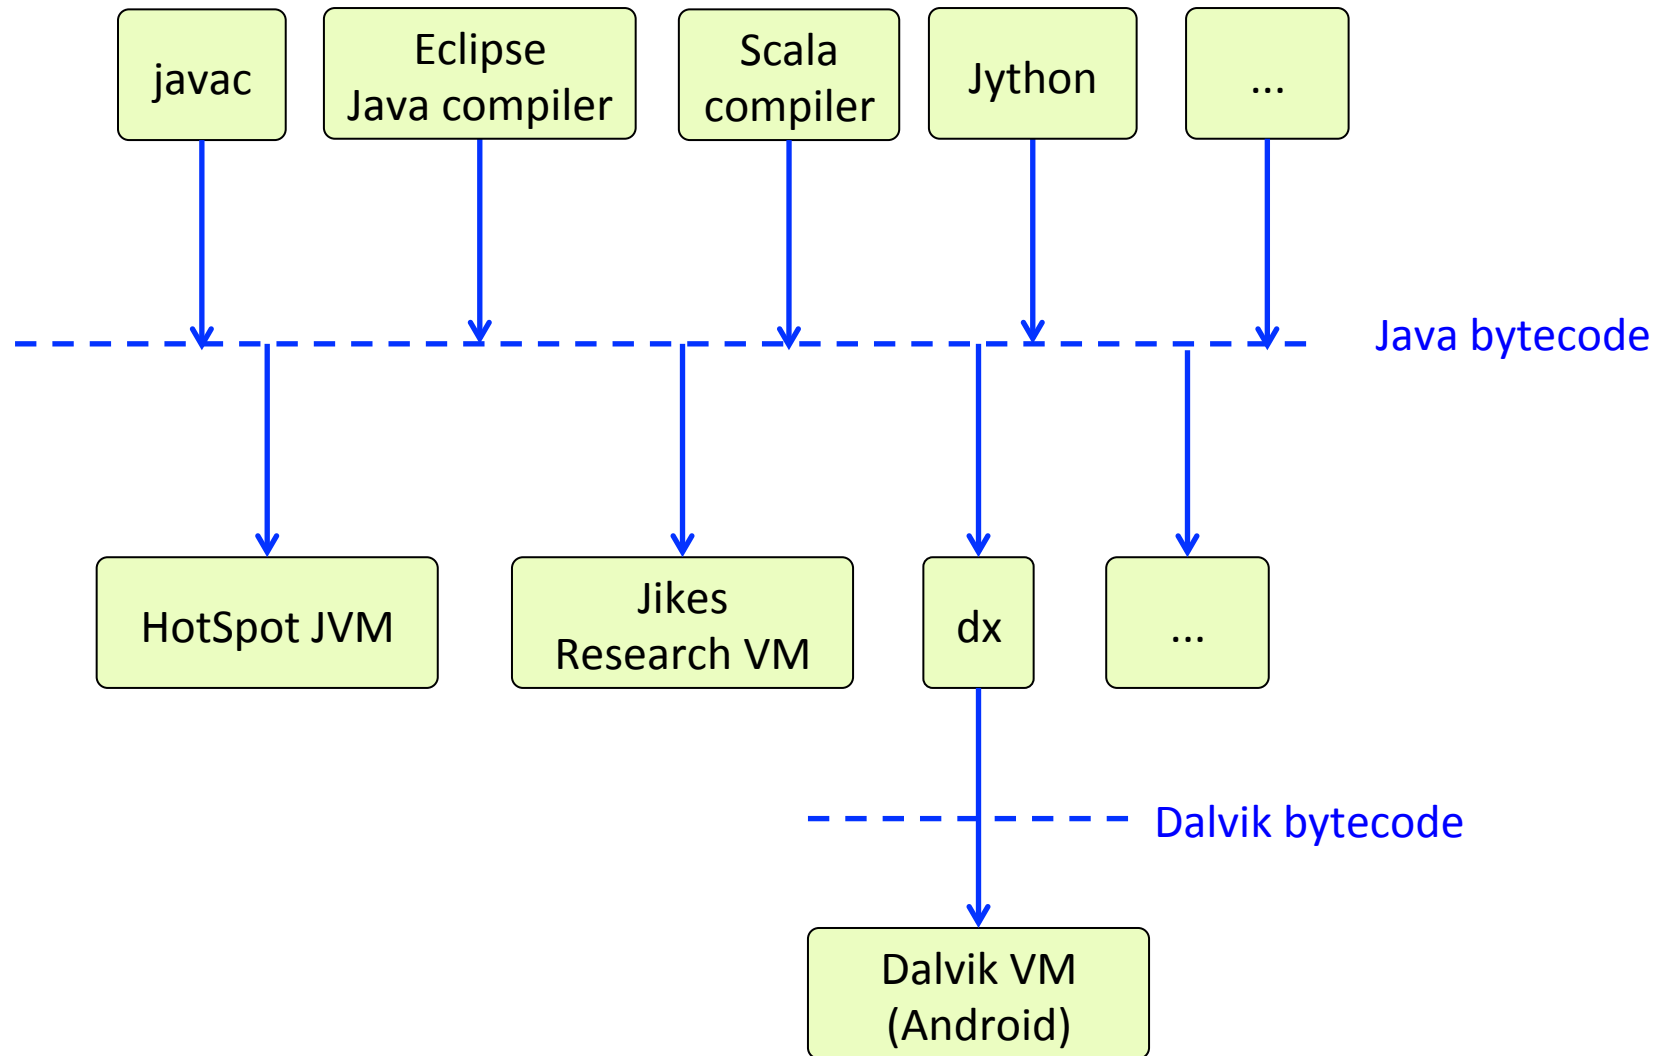 javac
Eclipse
Java compiler
Scala
compiler
Jython
...
Java bytecode
HotSpot JVM
Jikes
Research VM
dx
...
Dalvik bytecode
Dalvik VM
(Android)